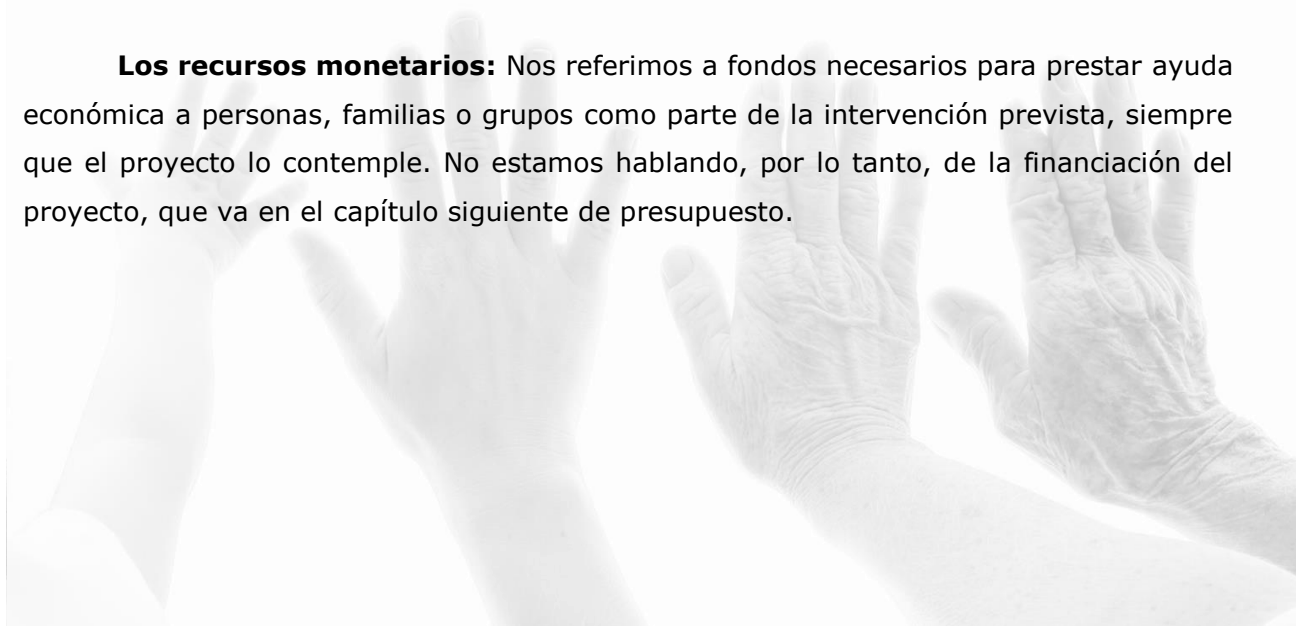 Los recursos monetarios: Nos referimos a fondos necesarios para prestar ayuda
económica a personas, familias o grupos como parte de la intervención prevista, siempre
que el proyecto lo contemple. No estamos hablando, por lo tanto, de la financiación del
proyecto, que va en el capítulo siguiente de presupuesto.